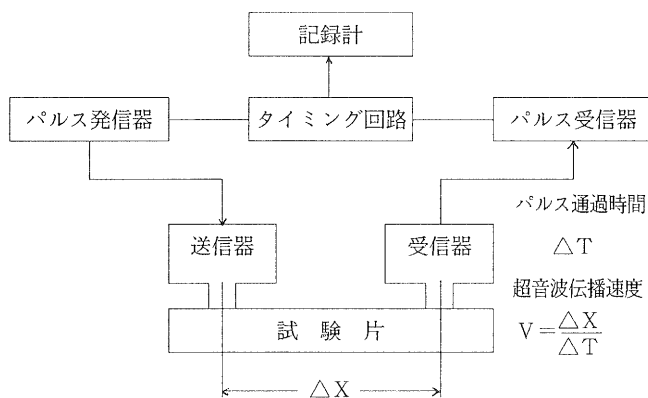 記録計
パルス発信器
タイミング回路
パルス受信器
パルス通過時間
送信器
受信器
△T
超音波伝播速度
試験片
V=△X/△T
△X